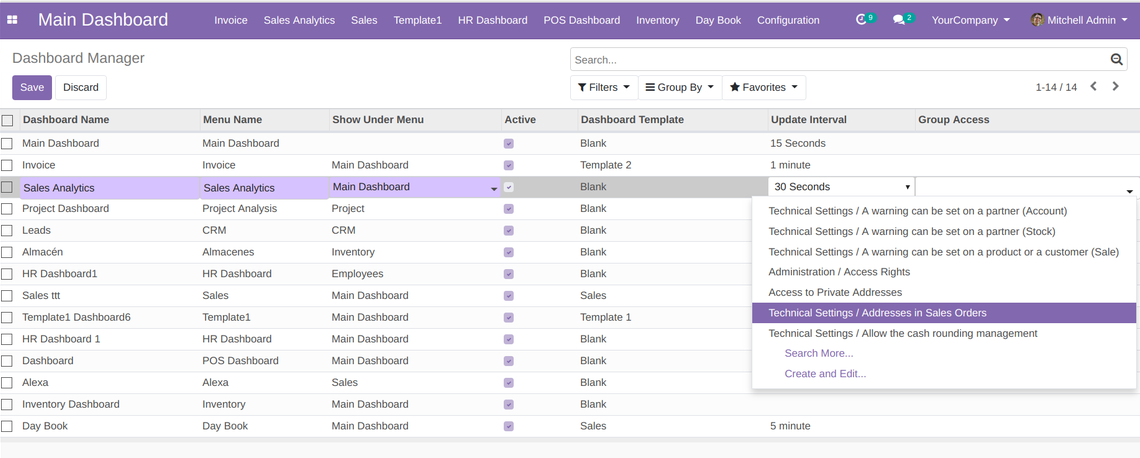 Main Dashboard Invoice Sales Analytics Sales Template1 HR Dashboard POS Dashboard Inventory Day Book Configuration 9 2 YourCompany Mitchell Admin
Dashboard Manager Search...
Save Discard Filters Group By Favorites 1-14 / 14
Dashboard Name Menu Name Show Under Menu Active Dashboard Template Update Interval Group Access
Main Dashboard Main Dashboard Blank 15 Seconds
Invoice Invoice Main Dashboard Template 2 1 minute
Sales Analytics Sales Analytics Main Dashboard Blank 30 Seconds
Project Dashboard Project Analysis Project Blank Technical Settings / A warning can be set on a partner (Account)
Leads CRM CRM Blank Technical Settings / A warning can be set on a partner (Stock)
Almacén Almacenes Inventory Blank Technical Settings / A warning can be set on a product or a customer (Sale)
HR Dashboard1 HR Dashboard Employees Blank Administration / Access Rights
Sales ttt Sales Main Dashboard Sales Access to Private Addresses
Template1 Dashboard6 Template1 Main Dashboard Template 1 Technical Settings / Addresses in Sales Orders
HR Dashboard 1 HR Dashboard Main Dashboard Blank Technical Settings / Allow the cash rounding management
Dashboard POS Dashboard Main Dashboard Blank Search More...
Alexa Alexa Sales Blank Create and Edit...
Inventory Dashboard Inventory Main Dashboard Blank
Day Book Day Book Main Dashboard Sales 5 minute